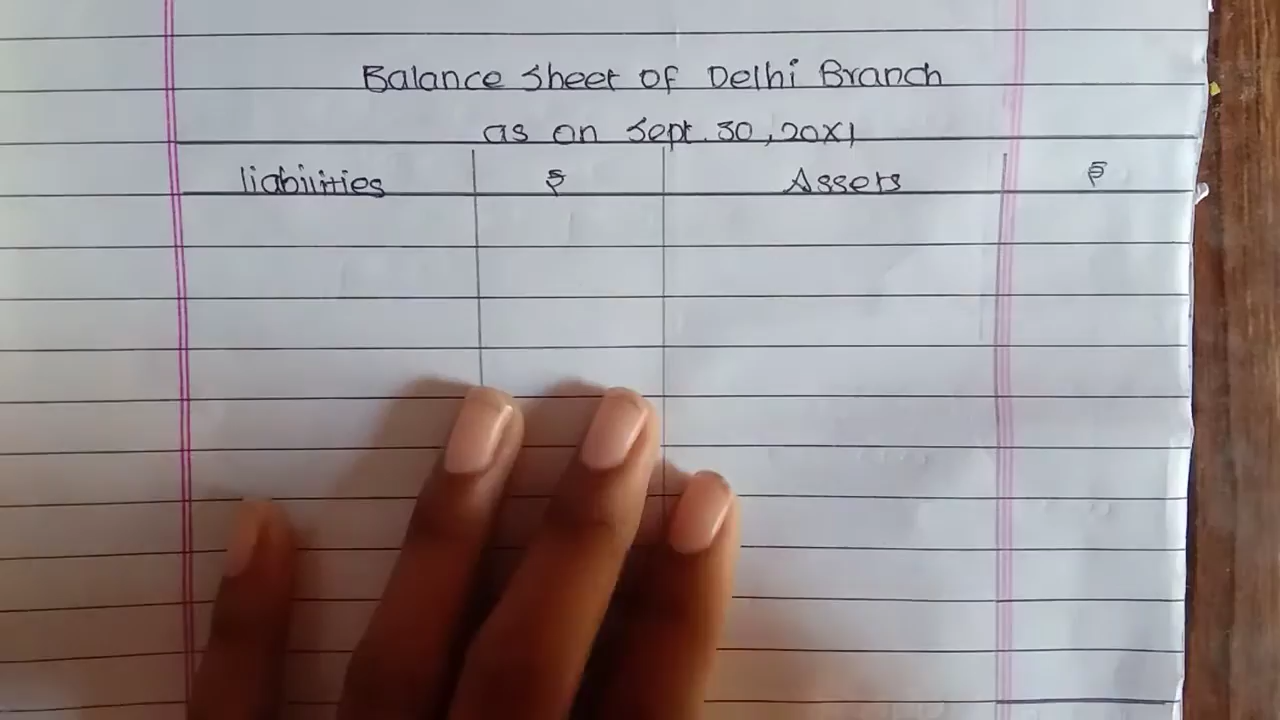 Balance Sheet of Delhi Branch
as on Sept. 30, 20X1
liabilities ₹ Assets ₹